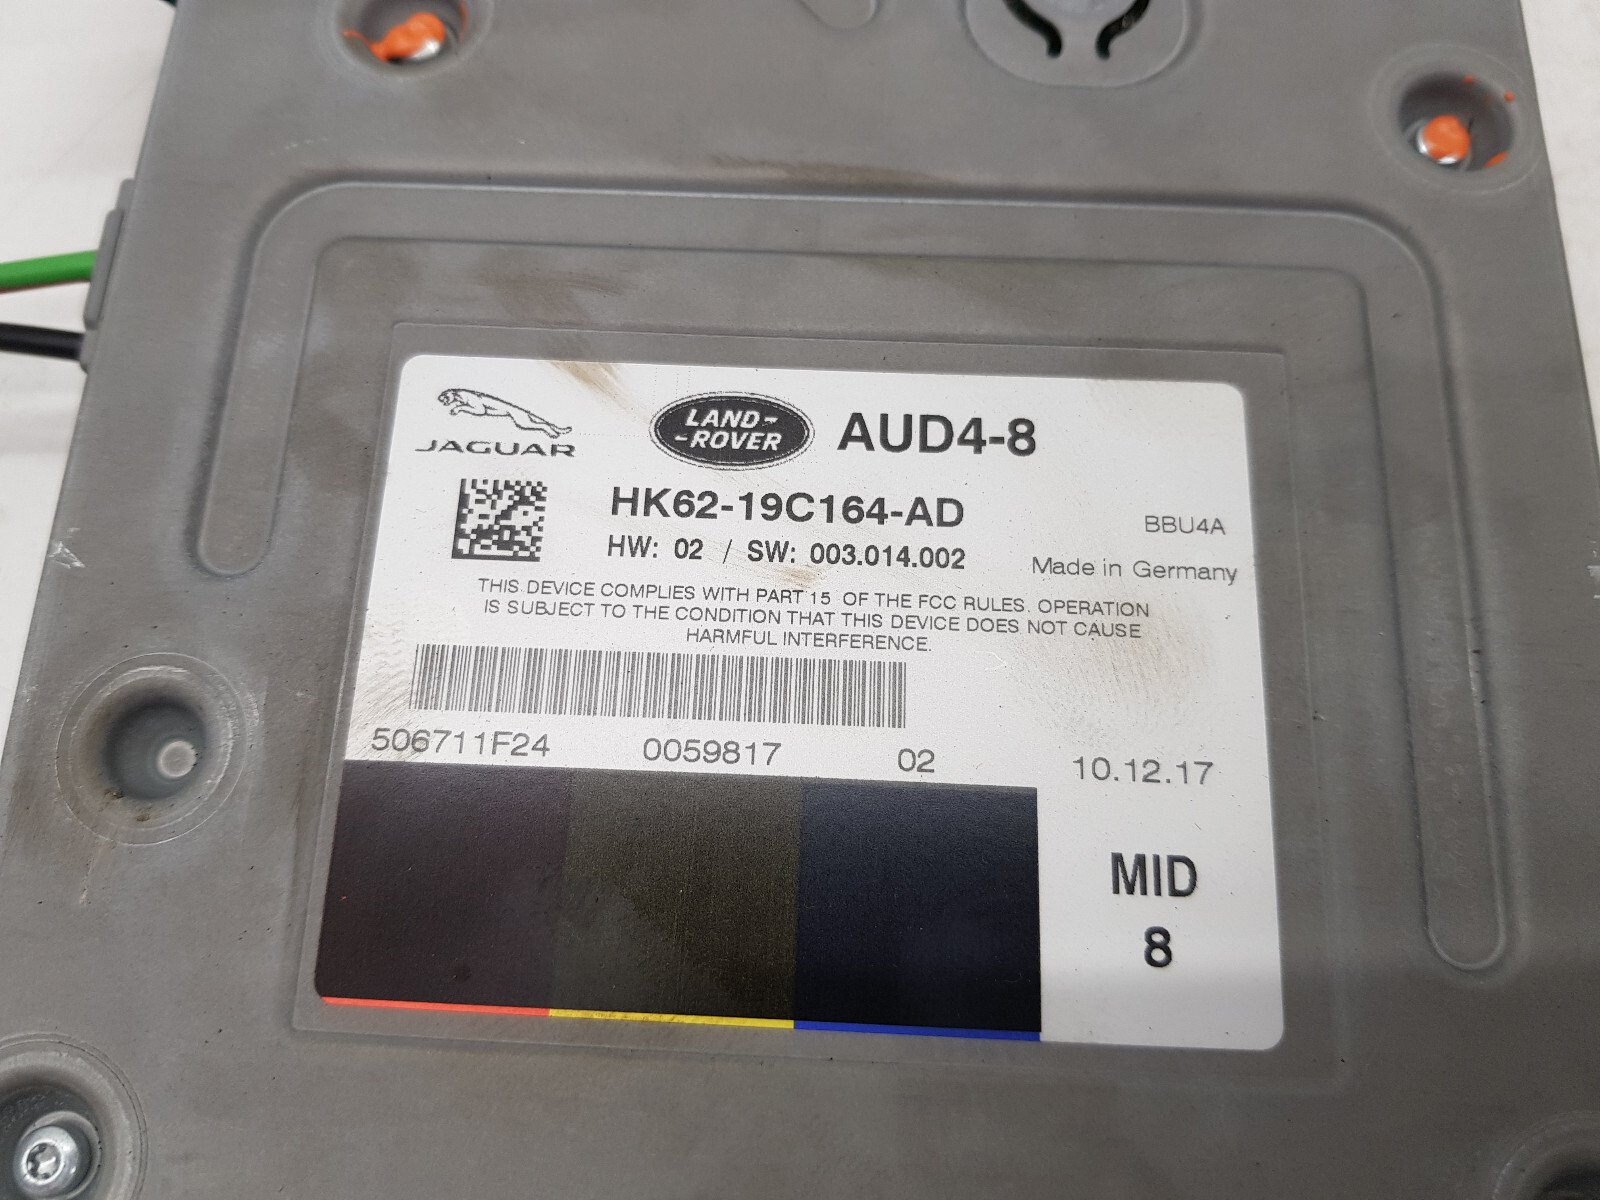 JAGUAR
LAND-
-ROVER
AUD4-8
HK62-19C164-AD
BBU4A
HW: 02 / SW: 003.014.002
Made in Germany
THIS DEVICE COMPLIES WITH PART 15 OF THE FCC RULES. OPERATION
IS SUBJECT TO THE CONDITION THAT THIS DEVICE DOES NOT CAUSE
HARMFUL INTERFERENCE.
506711F24 0059817 02
10.12.17
MID
8